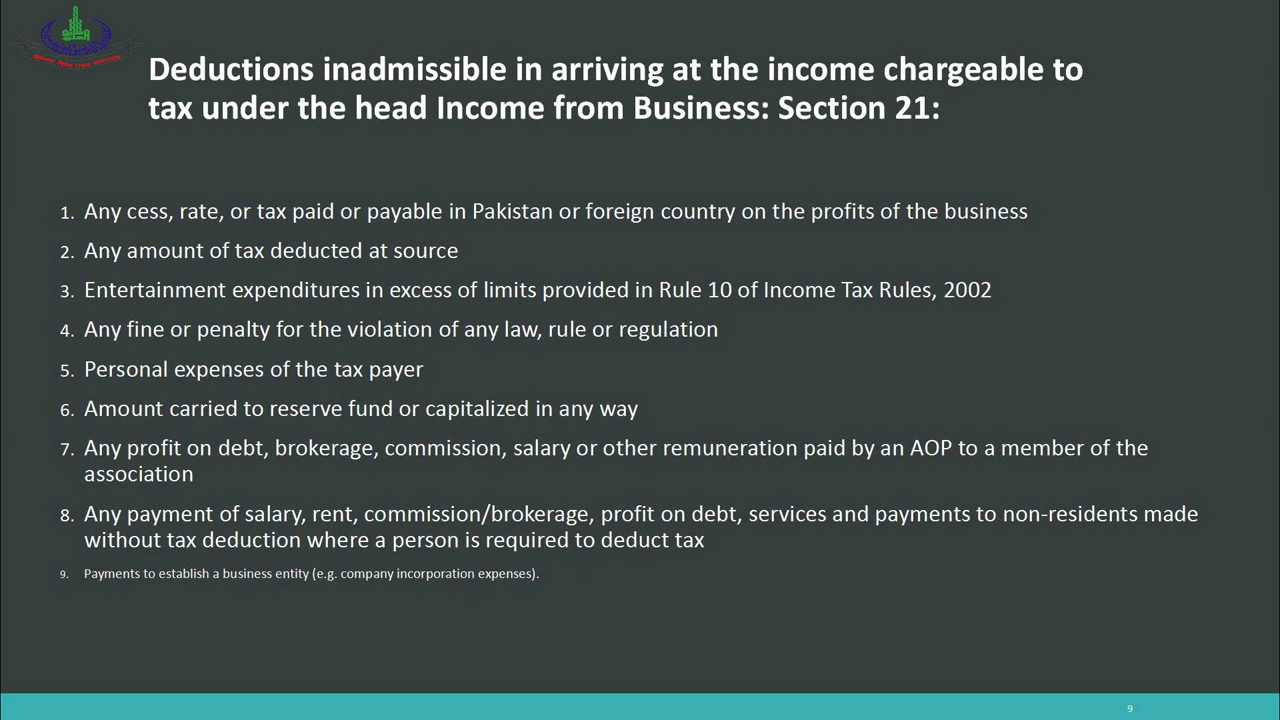 Deductions inadmissible in arriving at the income chargeable to
tax under the head Income from Business: Section 21:
1. Any cess, rate, or tax paid or payable in Pakistan or foreign country on the profits of the business
2. Any amount of tax deducted at source
3. Entertainment expenditures in excess of limits provided in Rule 10 of Income Tax Rules, 2002
4. Any fine or penalty for the violation of any law, rule or regulation
5. Personal expenses of the tax payer
6. Amount carried to reserve fund or capitalized in any way
7. Any profit on debt, brokerage, commission, salary or other remuneration paid by an AOP to a member of the
association
8. Any payment of salary, rent, commission/brokerage, profit on debt, services and payments to non-residents made
without tax deduction where a person is required to deduct tax
9. Payments to establish a business entity (e.g. company incorporation expenses).
9